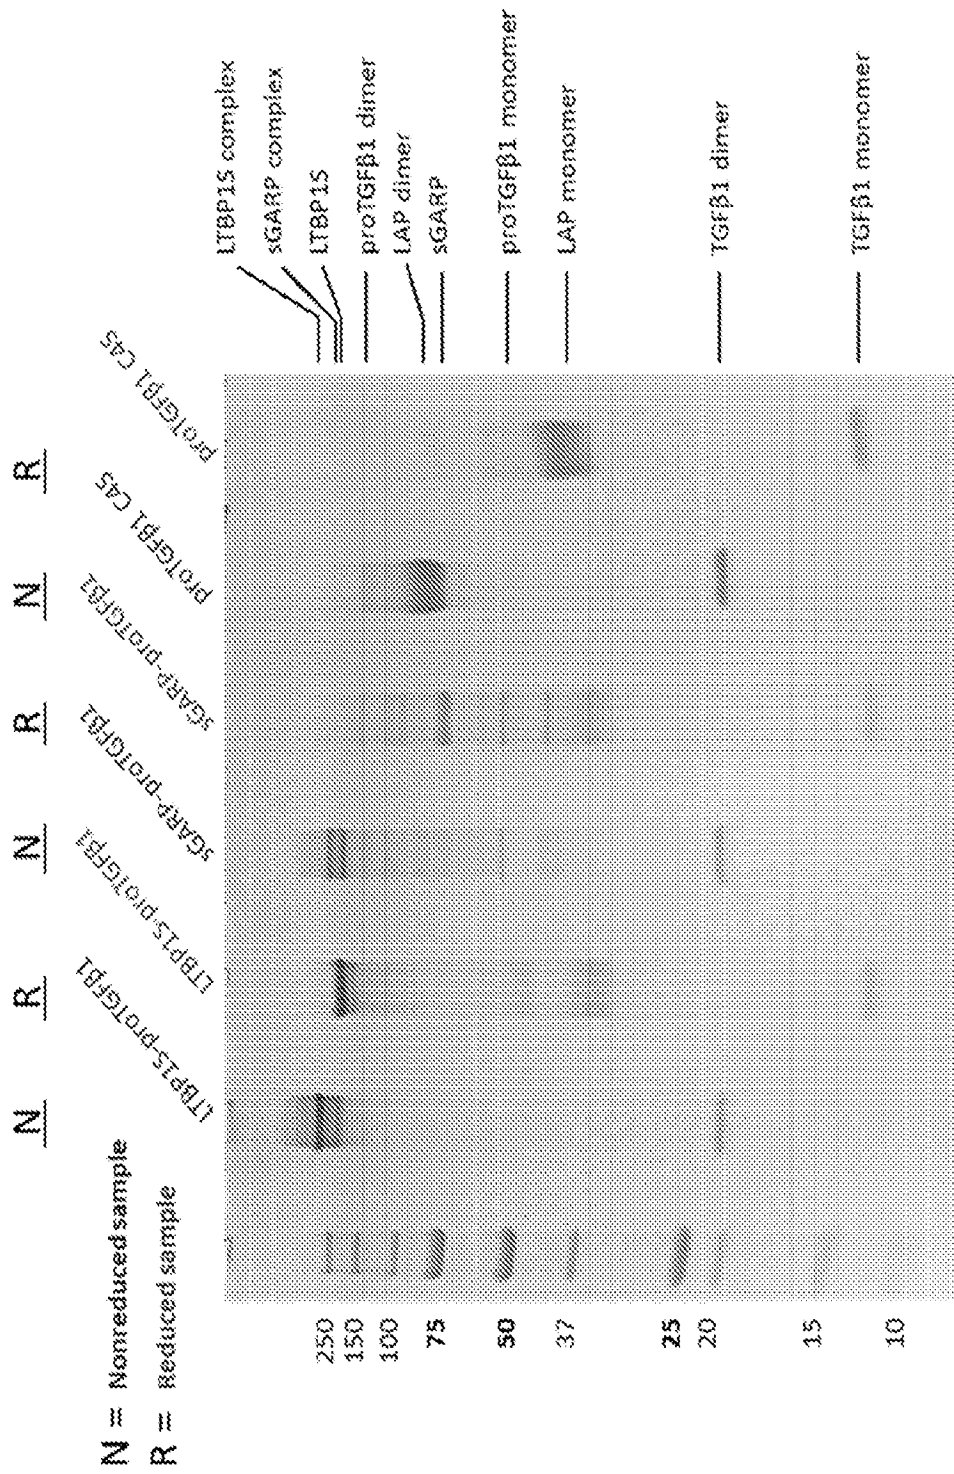 N = Nonreduced sample
R = Reduced sample
N R N R N R
LTBP1S-proTGFβ1
LTBP1S-proTGFβ1
sGARP-proTGFβ1
sGARP-proTGFβ1
proTGFβ1 C4S
proTGFβ1 C4S
250
150
100
75
50
37
25
20
15
10
LTBP1S complex
sGARP complex
LTBP1S
proTGFβ1 dimer
LAP dimer
sGARP
proTGFβ1 monomer
LAP monomer
TGFβ1 dimer
TGFβ1 monomer